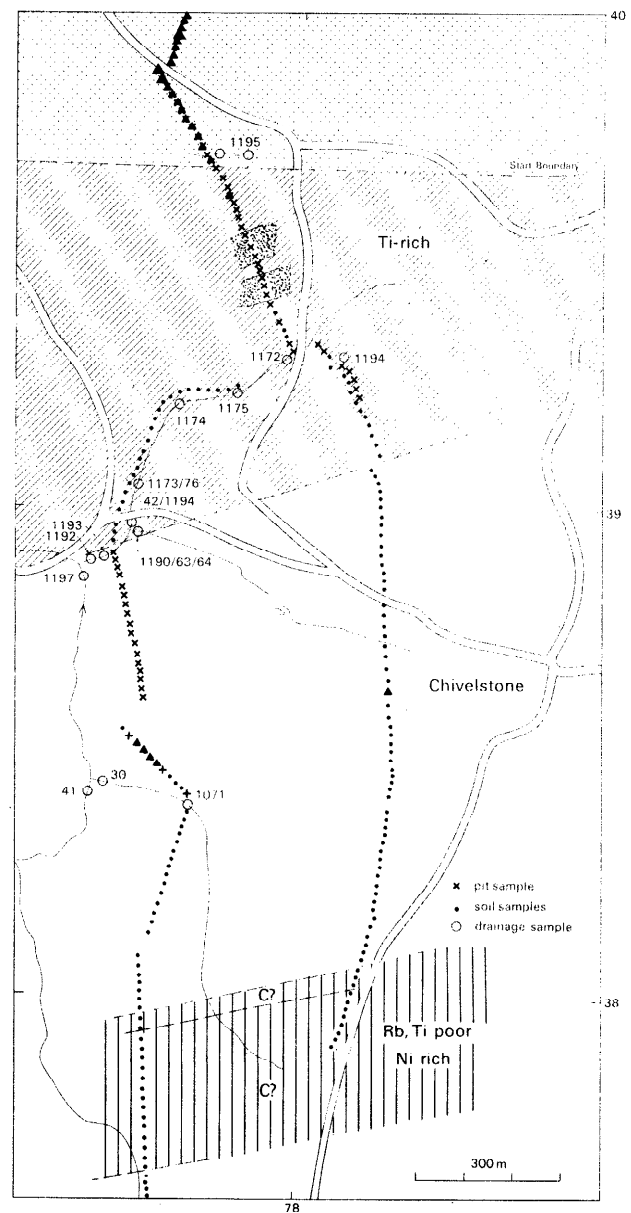 40
1195
Start Boundary
Ti-rich
1172
1194
1175
1174
1173/76
42/1194
39
1193
1192
1190/63/64
1197
Chivelstone
30
41
1071
pit sample
soil samples
drainage sample
C?
38
Rb, Ti poor
Ni rich
C?
300 m
78